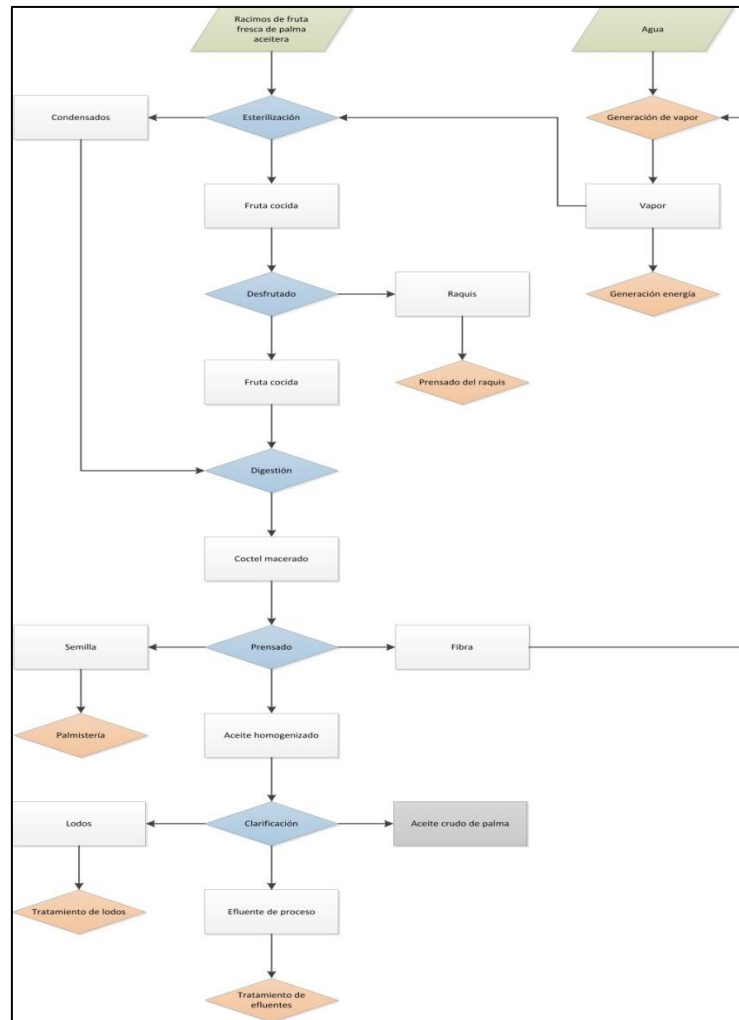 Racimos de fruta
fresca de palma
aceitera
Agua
Condensados
Esterilización
Generación de vapor
Fruta cocida
Vapor
Desfrutado
Raquis
Generación energía
Fruta cocida
Prensado del raquis
Digestión
Coctel macerado
Semilla
Prensado
Fibra
Palmistería
Aceite homogenizado
Lodos
Clarificación
Aceite crudo de palma
Tratamiento de lodos
Efluente de proceso
Tratamiento de
efluentes